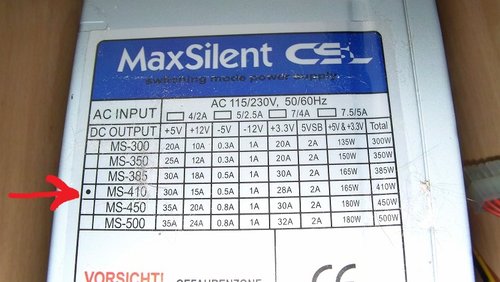 MaxSilent CSL
switching mode power supply
AC INPUT AC 115/230V, 50/60Hz
4/2A 5/2.5A 7/4A 7.5/5A
DC OUTPUT +5V +12V -5V -12V +3.3V 5VSB +5V &+3.3V Total
MS-300 20A 10A 0.3A 1A 20A 2A 135W 300W
MS-350 25A 12A 0.3A 1A 20A 2A 150W 350W
MS-385 30A 18A 0.5A 1A 30A 2A 165W 385W
MS-410 30A 15A 0.5A 1A 28A 2A 165W 410W
MS-450 35A 20A 0.8A 1A 30A 2A 180W 450W
MS-500 35A 24A 0.8A 1A 32A 2A 180W 500W
VORSICHT! GEFAHRENZONE
CE